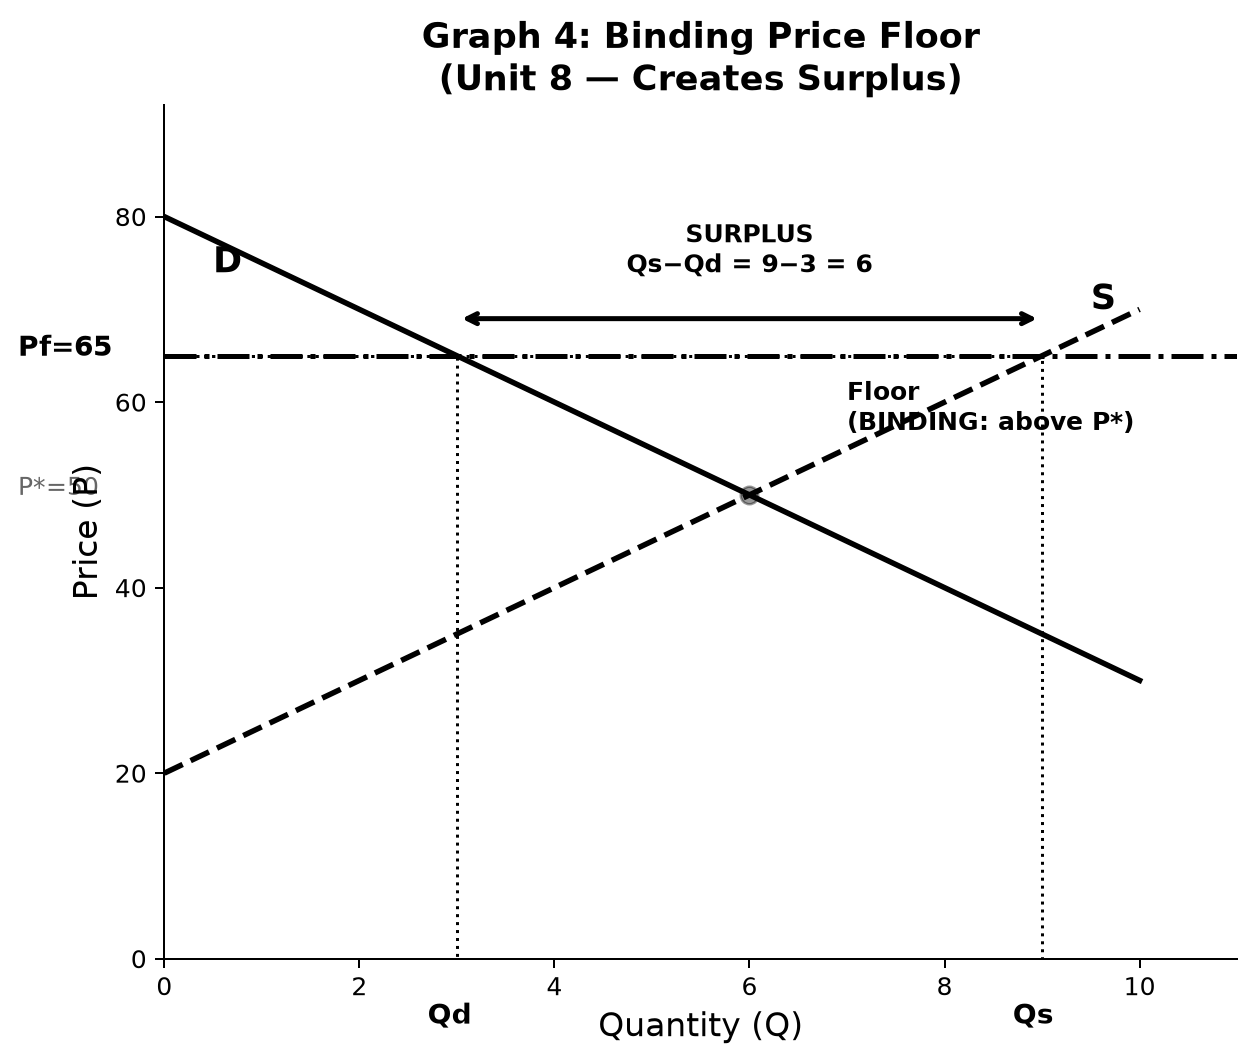 Graph 4: Binding Price Floor
(Unit 8 — Creates Surplus)
80
D
SURPLUS
Qs−Qd = 9−3 = 6
S
Pf=65
60
Floor
(BINDING: above P*)
P*=50
Price (P)
40
20
0
0 2 4 6 8 10
Qd Qs
Quantity (Q)